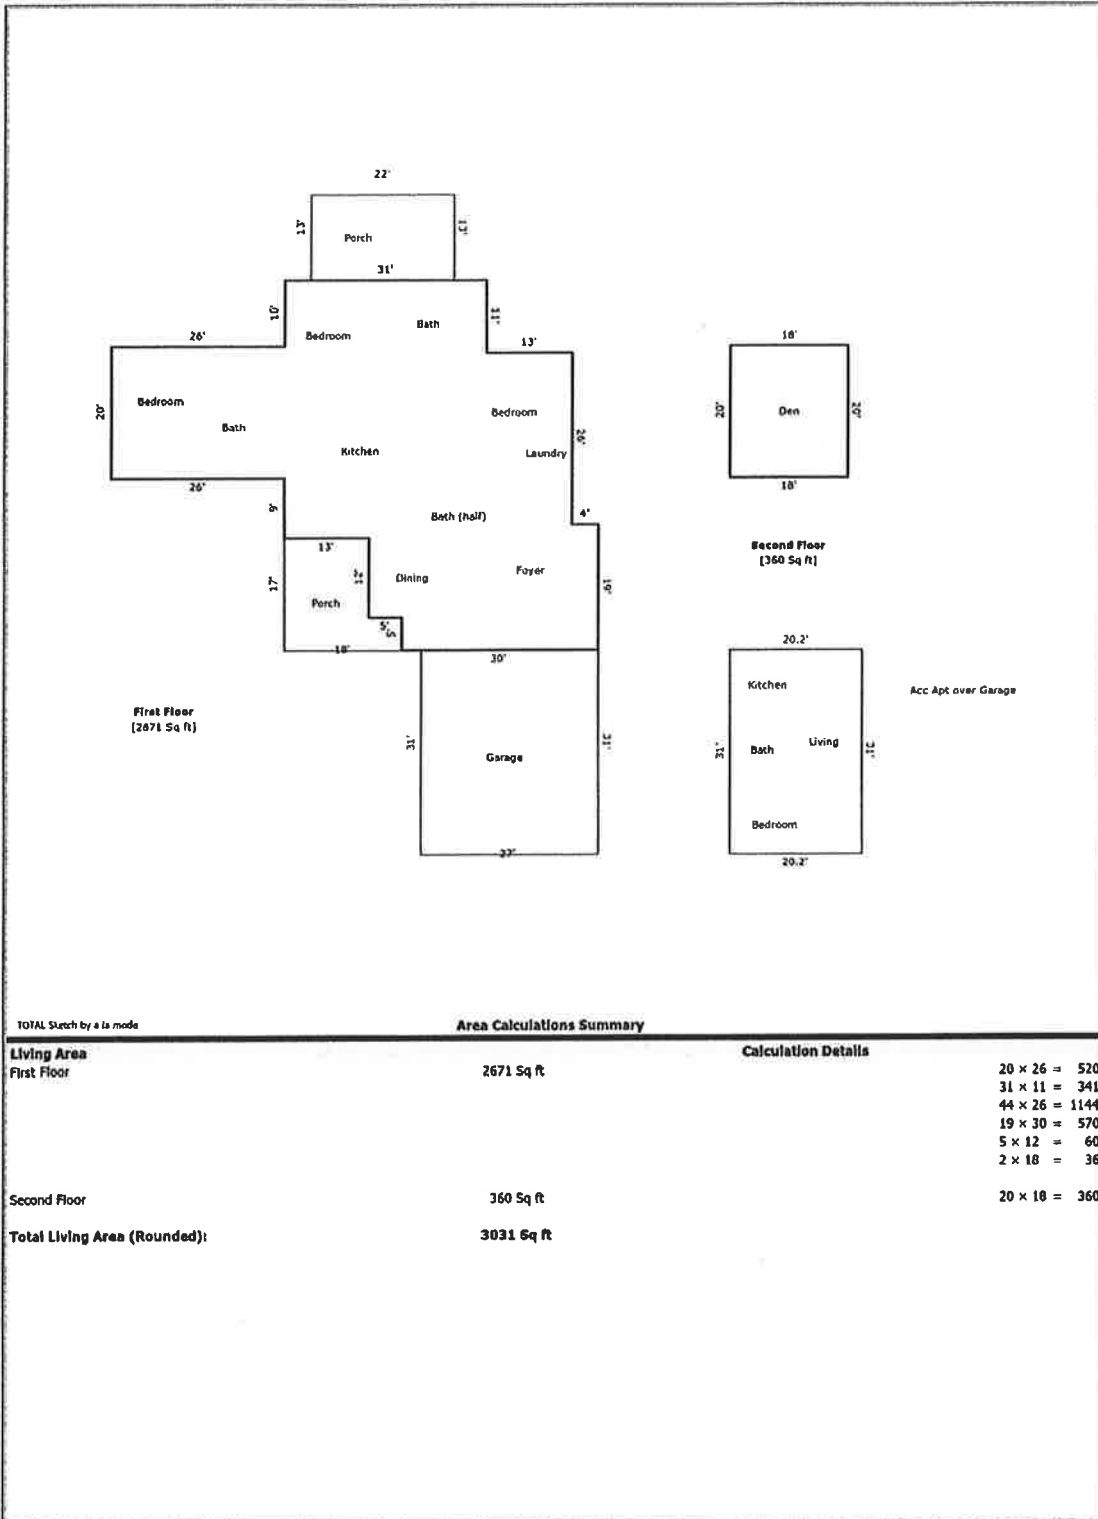 22'
13'
13'
Porch
31'
10'
Bath
11'
Bedroom
26'
13'
18'
20'
Bedroom
Bath
Bedroom
26'
20'
Den
20'
Kitchen
Laundry
26'
18'
9'
Bath (half)
4'
13'
Second Floor
[360 Sq ft]
17'
12'
Dining
Foyer
19'
Porch
5'
5'
18'
30'
20.2'
Kitchen
Acc Apt over Garage
First Floor
[2671 Sq ft]
31'
Garage
31'
31'
Bath
Living
31'
Bedroom
27'
20.2'
TOTAL Sketch by a la mode
Area Calculations Summary
Living Area
Calculation Details
First Floor
2671 Sq ft
20 × 26 = 520
31 × 11 = 341
44 × 26 = 1144
19 × 30 = 570
5 × 12 = 60
2 × 18 = 36
Second Floor
360 Sq ft
20 × 18 = 360
Total Living Area (Rounded):
3031 Sq ft